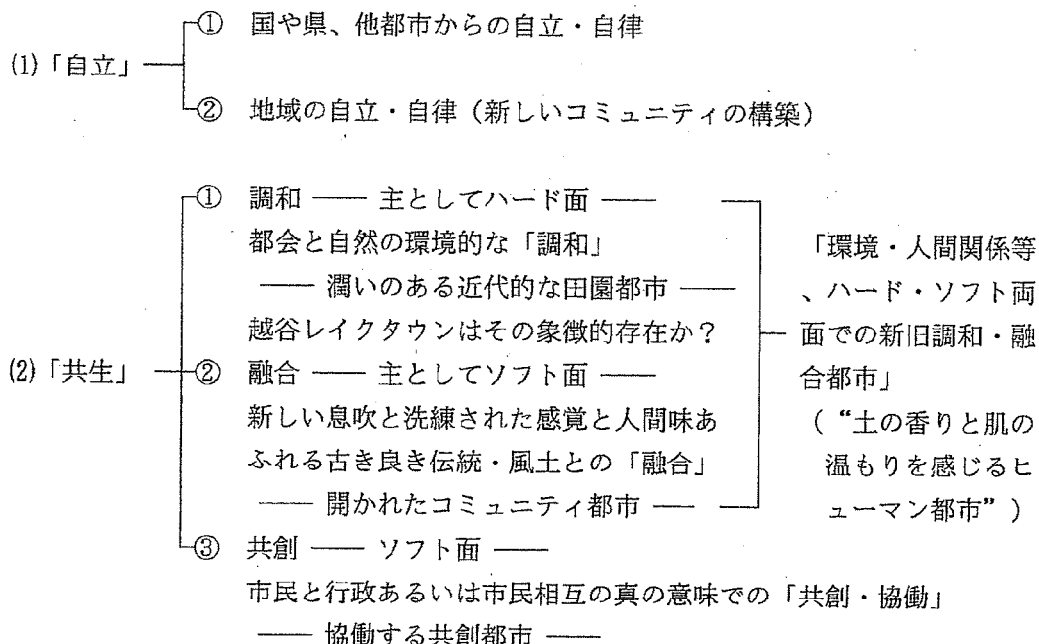 ① 国や県、他都市からの自立・自律
(1)「自立」
② 地域の自立・自律（新しいコミュニティの構築）
① 調和 ―― 主としてハード面 ――
都会と自然の環境的な「調和」
―― 潤いのある近代的な田園都市 ――
越谷レイクタウンはその象徴的存在か？
(2)「共生」
② 融合 ―― 主としてソフト面 ――
新しい息吹と洗練された感覚と人間味あ
ふれる古き良き伝統・風土との「融合」
―― 開かれたコミュニティ都市 ――
「環境・人間関係等
、ハード・ソフト両
面での新旧調和・融
合都市」
（“土の香りと肌の
温もりを感じるヒ
ューマン都市”）
③ 共創 ―― ソフト面 ――
市民と行政あるいは市民相互の真の意味での「共創・協働」
―― 協働する共創都市 ――